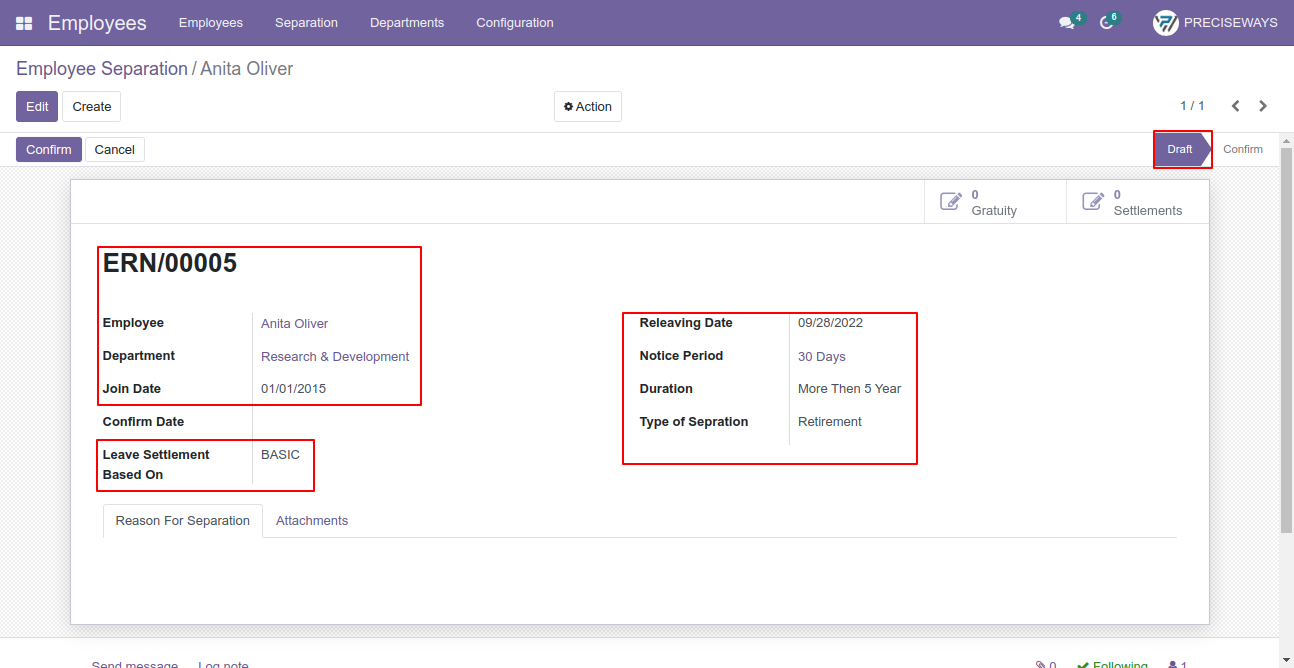 Employees Employees Separation Departments Configuration 4 6 PRECISEWAYS
Employee Separation / Anita Oliver
Edit Create Action 1 / 1
Confirm Cancel Draft Confirm
0 Gratuity
0 Settlements
ERN/00005
Employee Anita Oliver
Department Research & Development
Join Date 01/01/2015
Confirm Date
Leave Settlement BASIC
Based On
Releaving Date 09/28/2022
Notice Period 30 Days
Duration More Then 5 Year
Type of Sepration Retirement
Reason For Separation Attachments
Send message Log note 0 Following 1